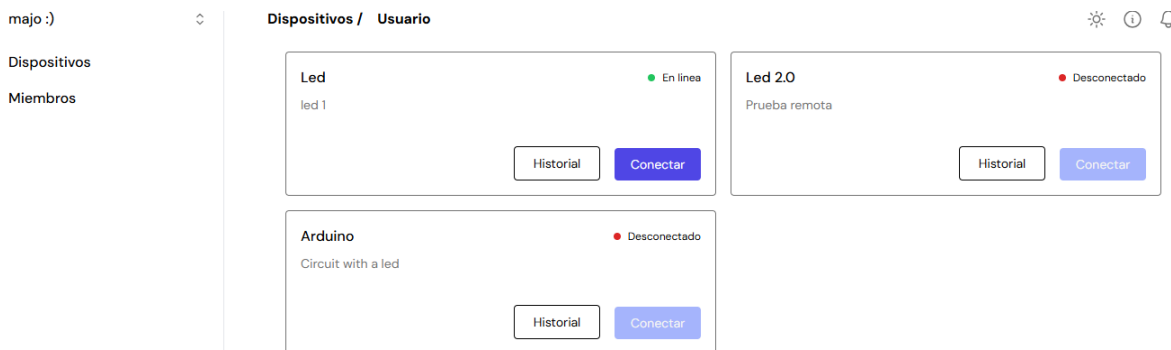 majo :)
Dispositivos
Miembros
Dispositivos / Usuario
Led
En linea
led 1
Historial
Conectar
Led 2.0
Desconectado
Prueba remota
Historial
Conectar
Arduino
Desconectado
Circuit with a led
Historial
Conectar